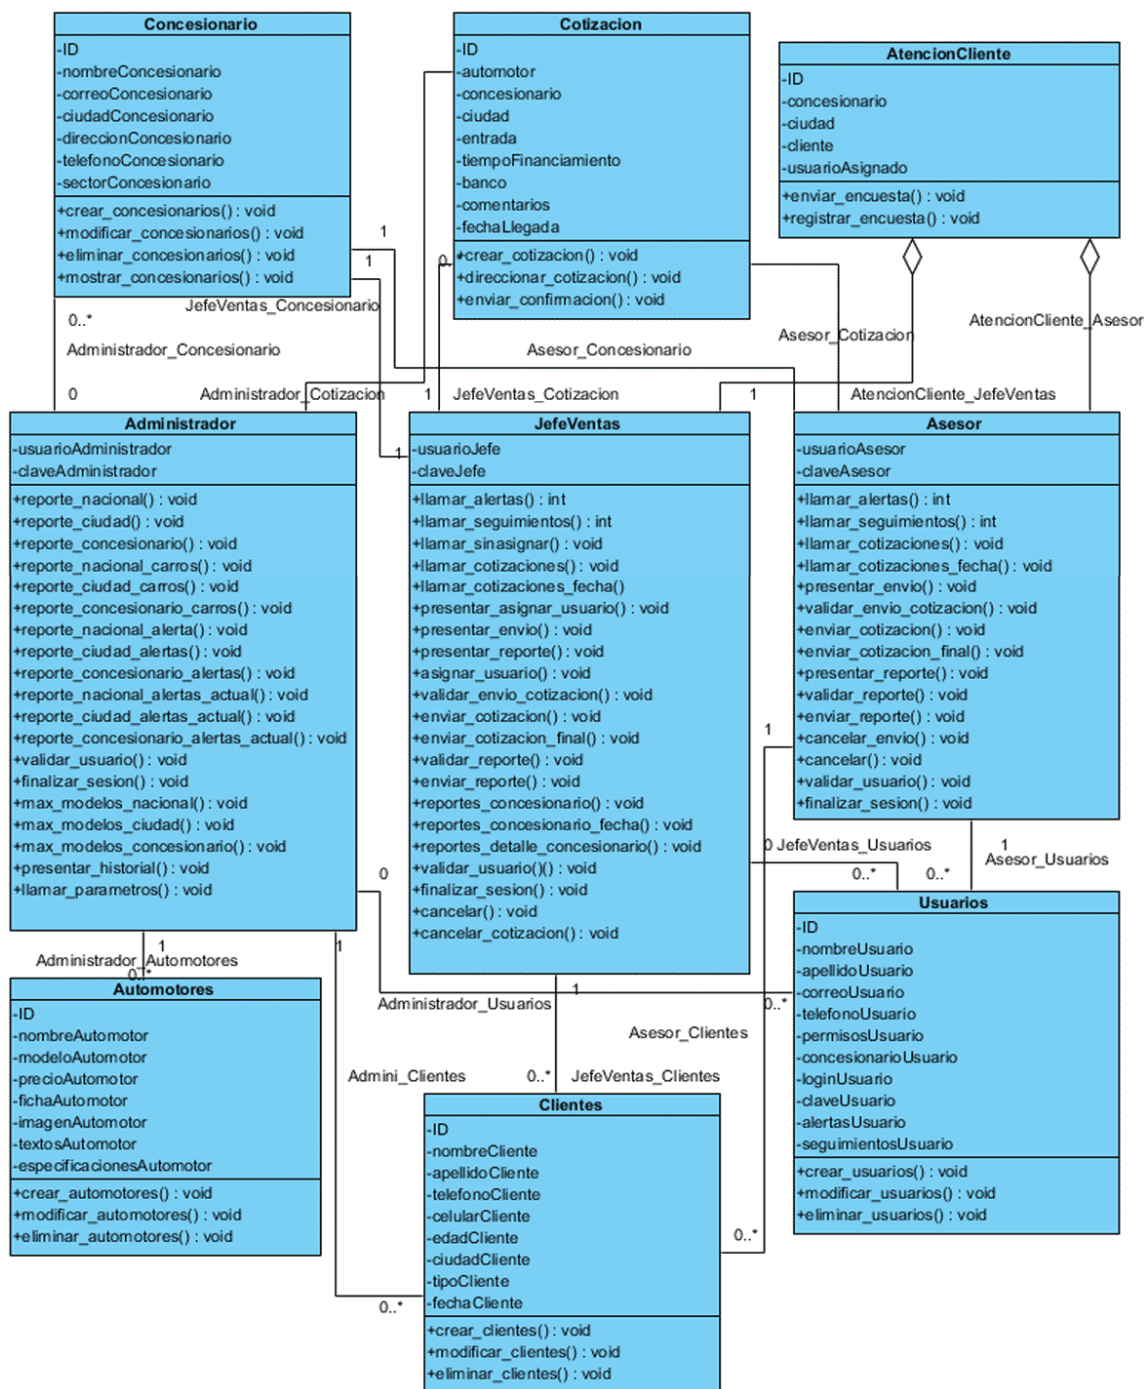 Concesionario
-ID
-nombreConcesionario
-correoConcesionario
-ciudadConcesionario
-direccionConcesionario
-telefonoConcesionario
-sectorConcesionario
+crear_concesionarios() : void
+modificar_concesionarios() : void
+eliminar_concesionarios() : void
+mostrar_concesionarios() : void
Cotizacion
-ID
-automotor
-concesionario
-ciudad
-entrada
-tiempoFinanciamiento
-banco
-comentarios
-fechaLlegada
+crear_cotizacion() : void
+direccionar_cotizacion() : void
+enviar_confirmacion() : void
AtencionCliente
-ID
-concesionario
-ciudad
-cliente
-usuarioAsignado
+enviar_encuesta() : void
+registrar_encuesta() : void
1
1
0..*
JefeVentas_Concesionario
0..*
Administrador_Concesionario
0
Asesor_Concesionario
Asesor_Cotizacion
AtencionCliente_Asesor
Administrador_Cotizacion
1
JefeVentas_Cotizacion
1
AtencionCliente_JefeVentas
Administrador
-usuarioAdministrador
-claveAdministrador
+reporte_nacional() : void
+reporte_ciudad() : void
+reporte_concesionario() : void
+reporte_nacional_carros() : void
+reporte_ciudad_carros() : void
+reporte_concesionario_carros() : void
+reporte_nacional_alerta() : void
+reporte_ciudad_alertas() : void
+reporte_concesionario_alertas() : void
+reporte_nacional_alertas_actual() : void
+reporte_ciudad_alertas_actual() : void
+reporte_concesionario_alertas_actual() : void
+validar_usuario() : void
+finalizar_sesion() : void
+max_modelos_nacional() : void
+max_modelos_ciudad() : void
+max_modelos_concesionario() : void
+presentar_historial() : void
+llamar_parametros() : void
1
JefeVentas
-usuarioJefe
-claveJefe
+llamar_alertas() : int
+llamar_seguimientos() : int
+llamar_sinasignar() : void
+llamar_cotizaciones() : void
+llamar_cotizaciones_fecha()
+presentar_asignar_usuario() : void
+presentar_envio() : void
+presentar_reporte() : void
+asignar_usuario() : void
+validar_envio_cotizacion() : void
+enviar_cotizacion() : void
+enviar_cotizacion_final() : void
+validar_reporte() : void
+enviar_reporte() : void
+reportes_concesionario() : void
+reportes_concesionario_fecha() : void
+reportes_detalle_concesionario() : void
+validar_usuario()() : void
+finalizar_sesion() : void
+cancelar() : void
+cancelar_cotizacion() : void
Asesor
-usuarioAsesor
-claveAsesor
+llamar_alertas() : int
+llamar_seguimientos() : int
+llamar_cotizaciones() : void
+llamar_cotizaciones_fecha() : void
+presentar_envio() : void
+validar_envio_cotizacion() : void
+enviar_cotizacion() : void
+enviar_cotizacion_final() : void
+presentar_reporte() : void
+validar_reporte() : void
+enviar_reporte() : void
+cancelar_envio() : void
+cancelar() : void
+validar_usuario() : void
+finalizar_sesion() : void
1
0
JefeVentas_Usuarios
1
Asesor_Usuarios
0..*
0..*
0
1
Administrador_Automotores
0..*
1
Administrador_Usuarios
1
0..*
Asesor_Clientes
Admini_Clientes
0..*
JefeVentas_Clientes
Automotores
-ID
-nombreAutomotor
-modeloAutomotor
-precioAutomotor
-fichaAutomotor
-imagenAutomotor
-textosAutomotor
-especificacionesAutomotor
+crear_automotores() : void
+modificar_automotores() : void
+eliminar_automotores() : void
Clientes
-ID
-nombreCliente
-apellidoCliente
-telefonoCliente
-celularCliente
-edadCliente
-ciudadCliente
-tipoCliente
-fechaCliente
+crear_clientes() : void
+modificar_clientes() : void
+eliminar_clientes() : void
0..*
0..*
Usuarios
-ID
-nombreUsuario
-apellidoUsuario
-correoUsuario
-telefonoUsuario
-permisosUsuario
-concesionarioUsuario
-loginUsuario
-claveUsuario
-alertasUsuario
-seguimientosUsuario
+crear_usuarios() : void
+modificar_usuarios() : void
+eliminar_usuarios() : void